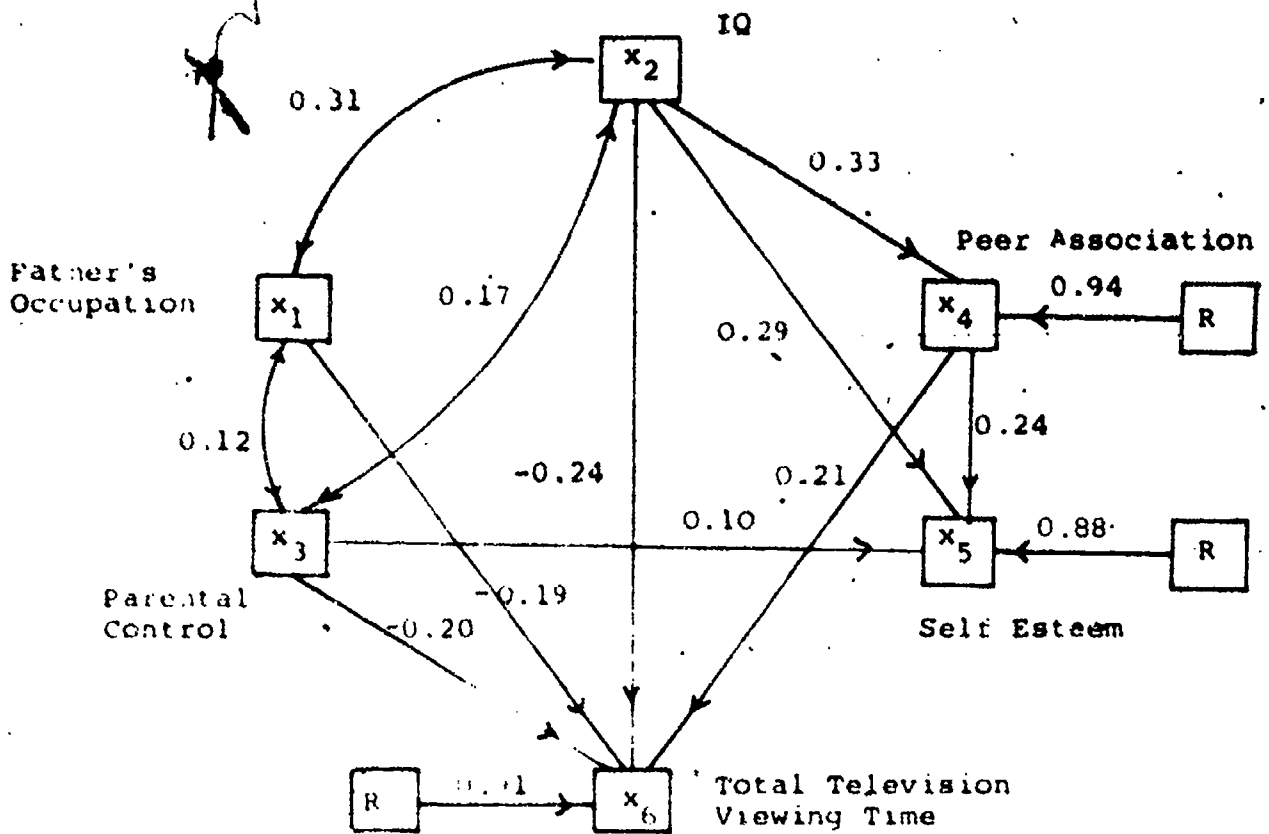 IQ
x2
0.31
0.33
Peer Association
Father's
Occupation
x1
0.17
0.29
x4
0.94
R
0.12
-0.24
0.21
0.24
0.10
x3
x5
0.88
R
Parental
Control
-0.19
-0.20
Self Esteem
R
x6
Total Television
Viewing Time